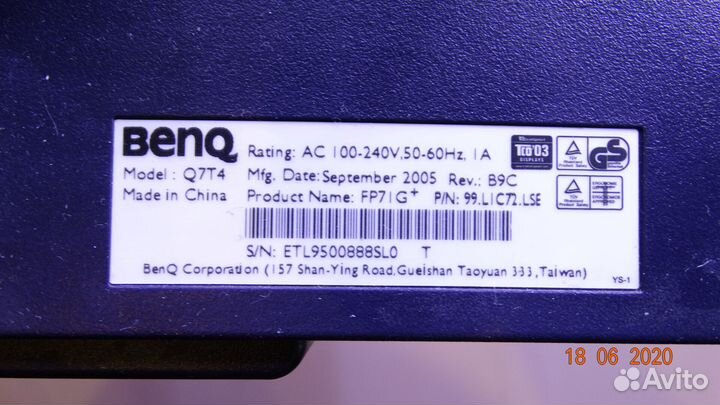 BenQ
Rating: AC 100-240V,50-60Hz, 1A
Model: Q7T4
Mfg. Date:September 2005 Rev.: B9C
Made in China
Product Name: FP71G+ P/N: 99.L1C72.LSE
S/N: ETL9500888SL0 T
BenQ Corporation (157 Shan-Ying Road,Gueishan Taoyuan 333,Taiwan)
YS-1
TCO'03
DISPLAYS
TÜV
GS
18 06 2020
Avito